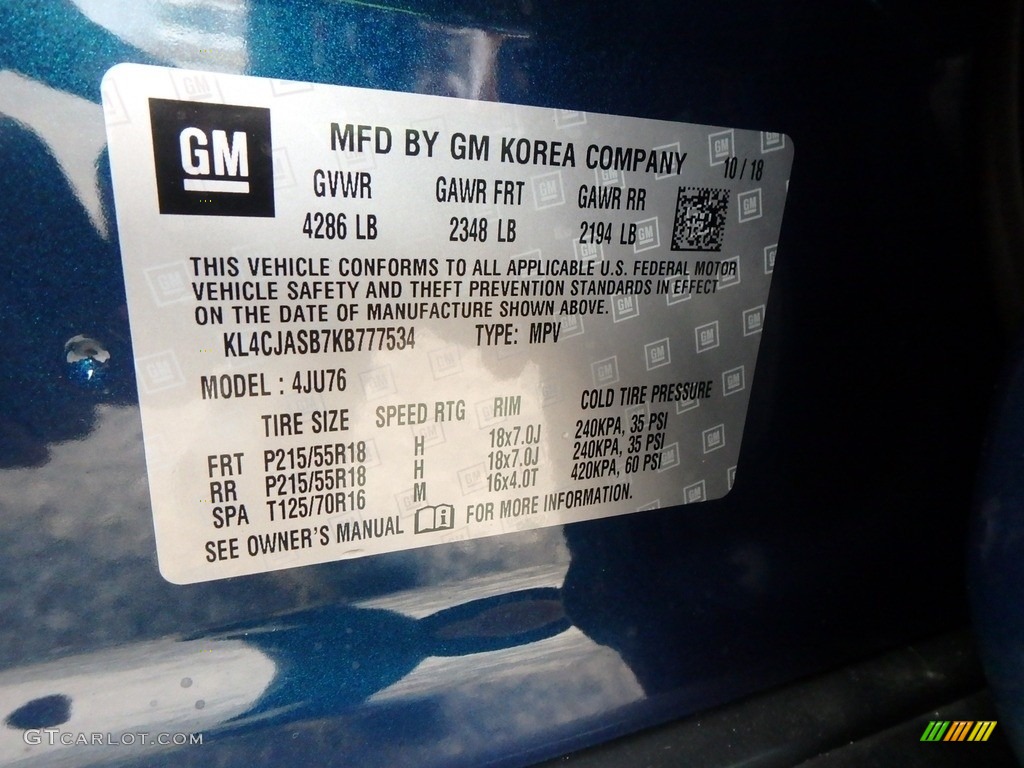 GM
MFD BY GM KOREA COMPANY 10/18
GVWR GAWR FRT GAWR RR
4286 LB 2348 LB 2194 LB
THIS VEHICLE CONFORMS TO ALL APPLICABLE U.S. FEDERAL MOTOR
VEHICLE SAFETY AND THEFT PREVENTION STANDARDS IN EFFECT
ON THE DATE OF MANUFACTURE SHOWN ABOVE.
KL4CJASB7KB777534 TYPE: MPV
MODEL : 4JU76
TIRE SIZE SPEED RTG RIM COLD TIRE PRESSURE
FRT P215/55R18 H 18x7.0J 240KPA, 35 PSI
RR P215/55R18 H 18x7.0J 240KPA, 35 PSI
SPA T125/70R16 M 16x4.0T 420KPA, 60 PSI
SEE OWNER'S MANUAL FOR MORE INFORMATION.
GTcarlot.com